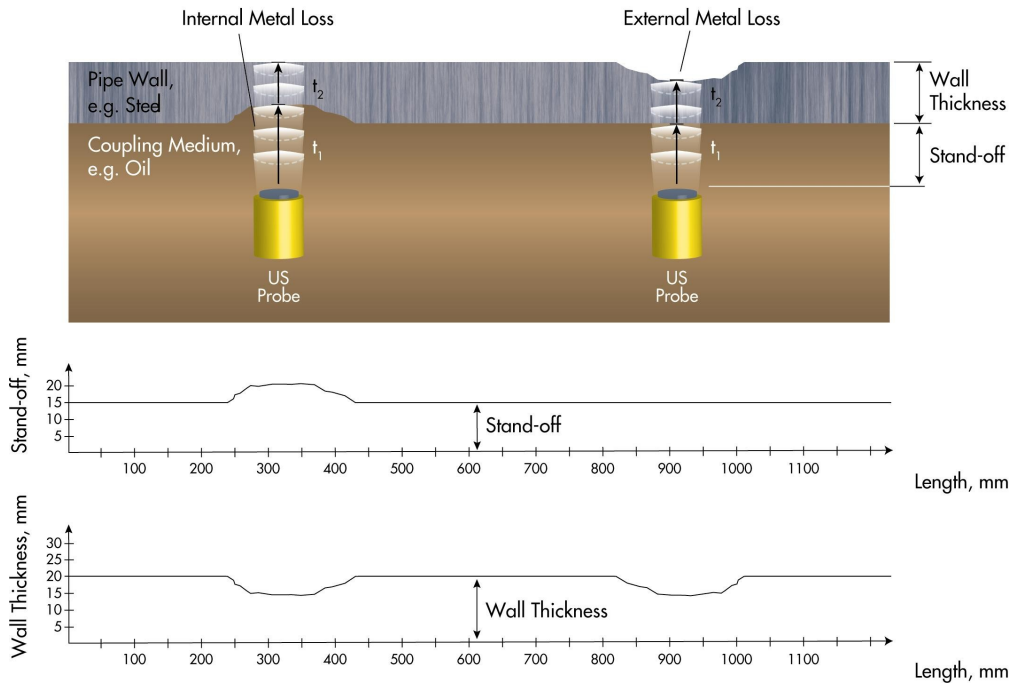 Internal Metal Loss
External Metal Loss
Pipe Wall,
e.g. Steel
t2
t2
Wall
Thickness
Coupling Medium,
e.g. Oil
t1
t1
Stand-off
US
Probe
US
Probe
Stand-off, mm
20
15
10
5
Stand-off
100 200 300 400 500 600 700 800 900 1000 1100
Length, mm
Wall Thickness, mm
30
25
20
15
10
5
Wall Thickness
100 200 300 400 500 600 700 800 900 1000 1100
Length, mm